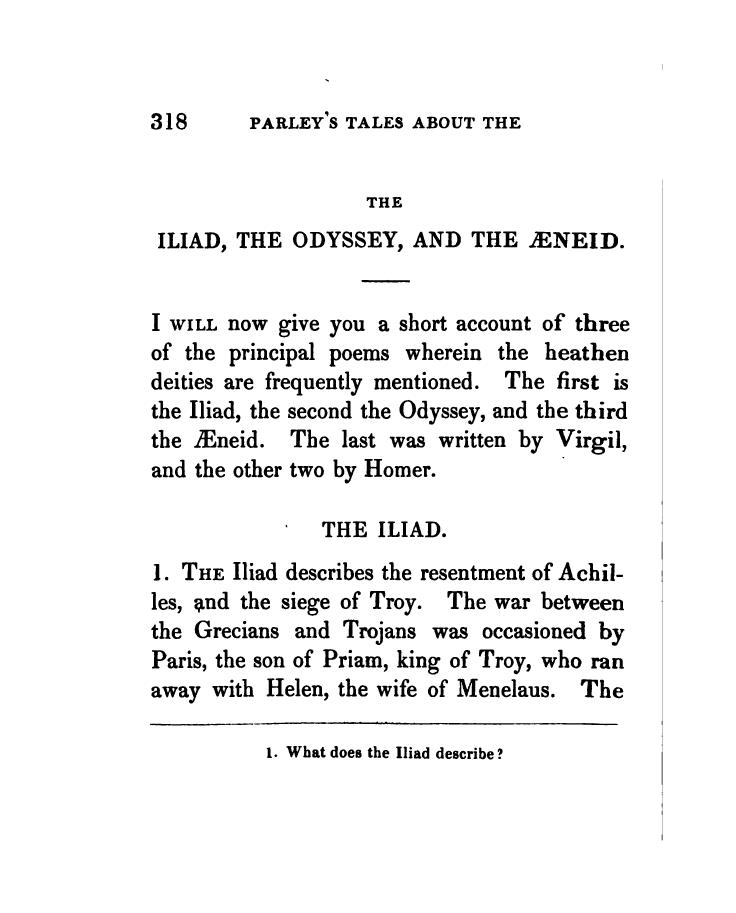 318 PARLEY'S TALES ABOUT THE
THE
ILIAD, THE ODYSSEY, AND THE ÆNEID.
I WILL now give you a short account of three
of the principal poems wherein the heathen
deities are frequently mentioned. The first is
the Iliad, the second the Odyssey, and the third
the Æneid. The last was written by Virgil,
and the other two by Homer.
THE ILIAD.
1. THE Iliad describes the resentment of Achil-
les, and the siege of Troy. The war between
the Grecians and Trojans was occasioned by
Paris, the son of Priam, king of Troy, who ran
away with Helen, the wife of Menelaus. The
1. What does the Iliad describe?